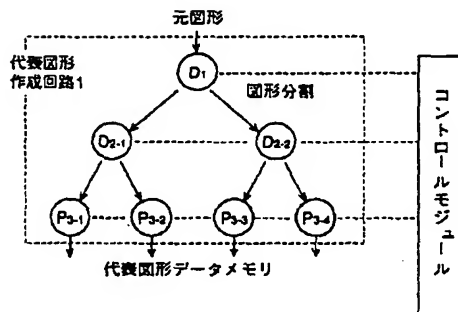 元図形
代表図形
作成回路1
D1
図形分割
D2-1
D2-2
P3-1
P3-2
P3-3
P3-4
代表図形データメモリ
コントロールモジュール